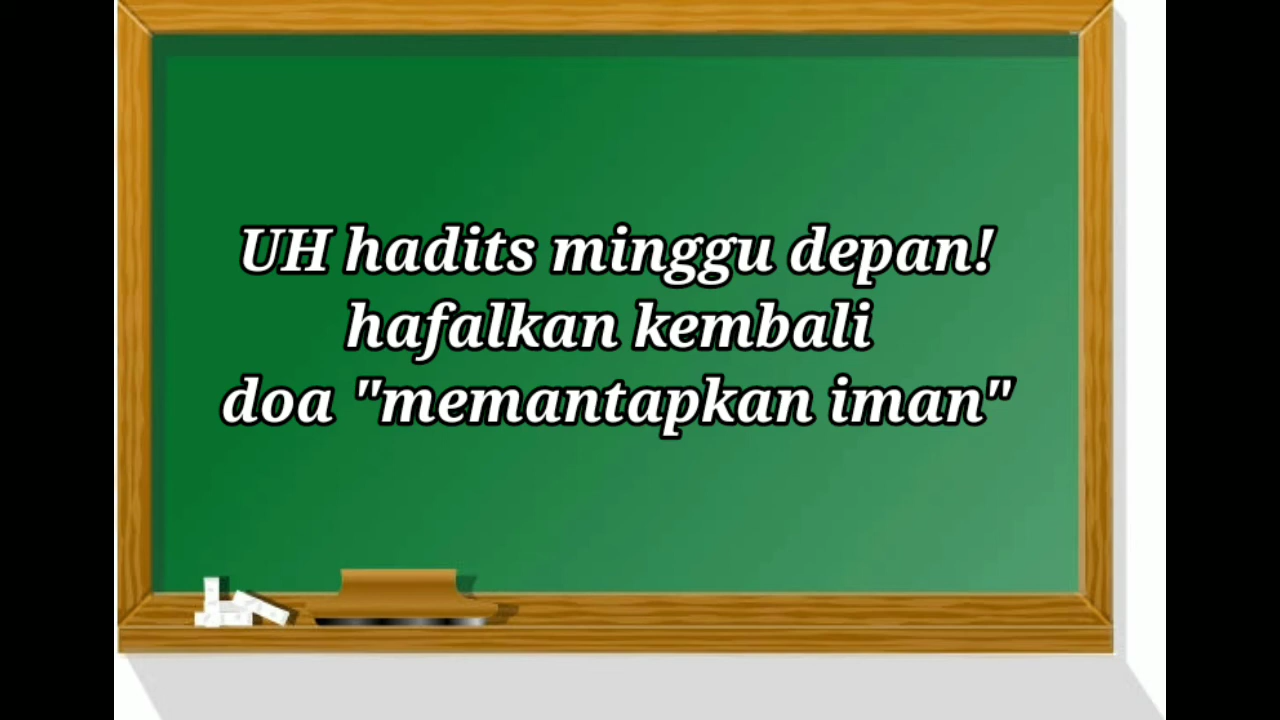 UH hadits minggu depan!
hafalkan kembali
doa "memantapkan iman"